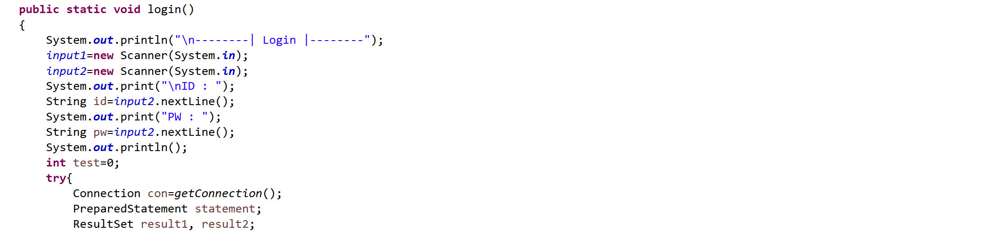 public static void login()
{
System.out.println("\n--------| Login |--------");
input1=new Scanner(System.in);
input2=new Scanner(System.in);
System.out.print("\nID : ");
String id=input2.nextLine();
System.out.print("PW : ");
String pw=input2.nextLine();
System.out.println();
int test=0;
try{
Connection con=getConnection();
PreparedStatement statement;
ResultSet result1, result2;